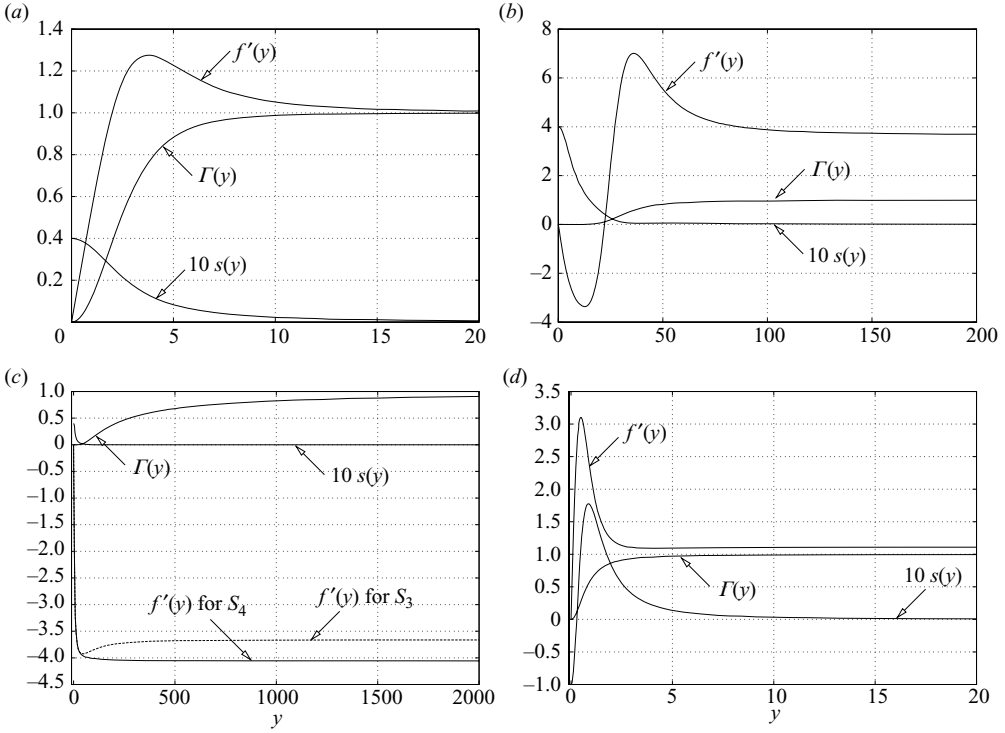 (a)
1.4
1.2
1.0
0.8
0.6
0.4
0.2
0
5
10
15
20
f′(y)
Γ(y)
10 s(y)
(b)
8
6
4
2
0
−2
−4
0
50
100
150
200
f′(y)
Γ(y)
10 s(y)
(c)
1.0
0.5
0
−0.5
−1.0
−1.5
−2.0
−2.5
−3.0
−3.5
−4.0
−4.5
0
500
1000
1500
2000
Γ(y)
10 s(y)
f′(y) for S4
f′(y) for S3
y
(d)
3.5
3.0
2.5
2.0
1.5
1.0
0.5
0
−0.5
−1.0
0
5
10
15
20
f′(y)
Γ(y)
10 s(y)
y